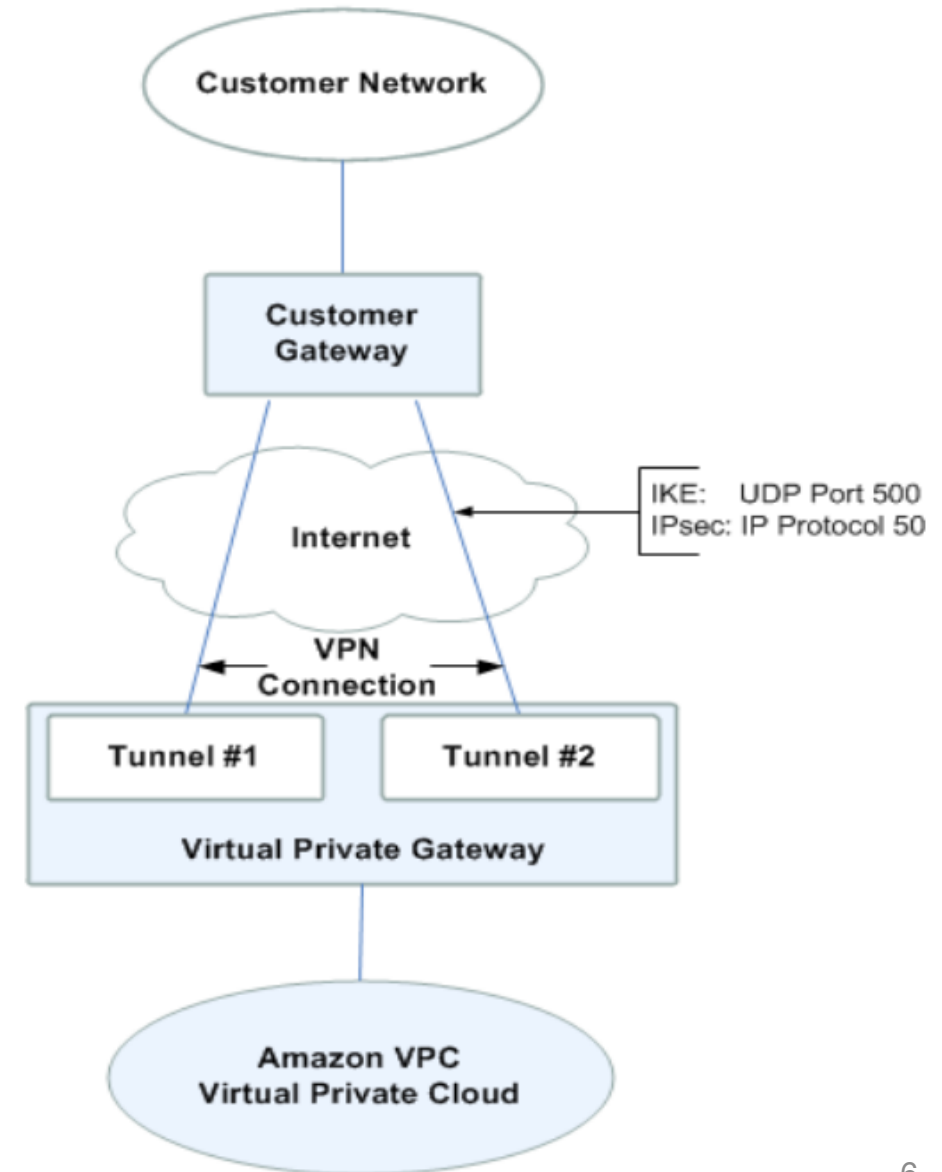 Customer Network
Customer
Gateway
IKE: UDP Port 500
IPsec: IP Protocol 50
Internet
VPN
Connection
Tunnel #1
Tunnel #2
Virtual Private Gateway
Amazon VPC
Virtual Private Cloud
6